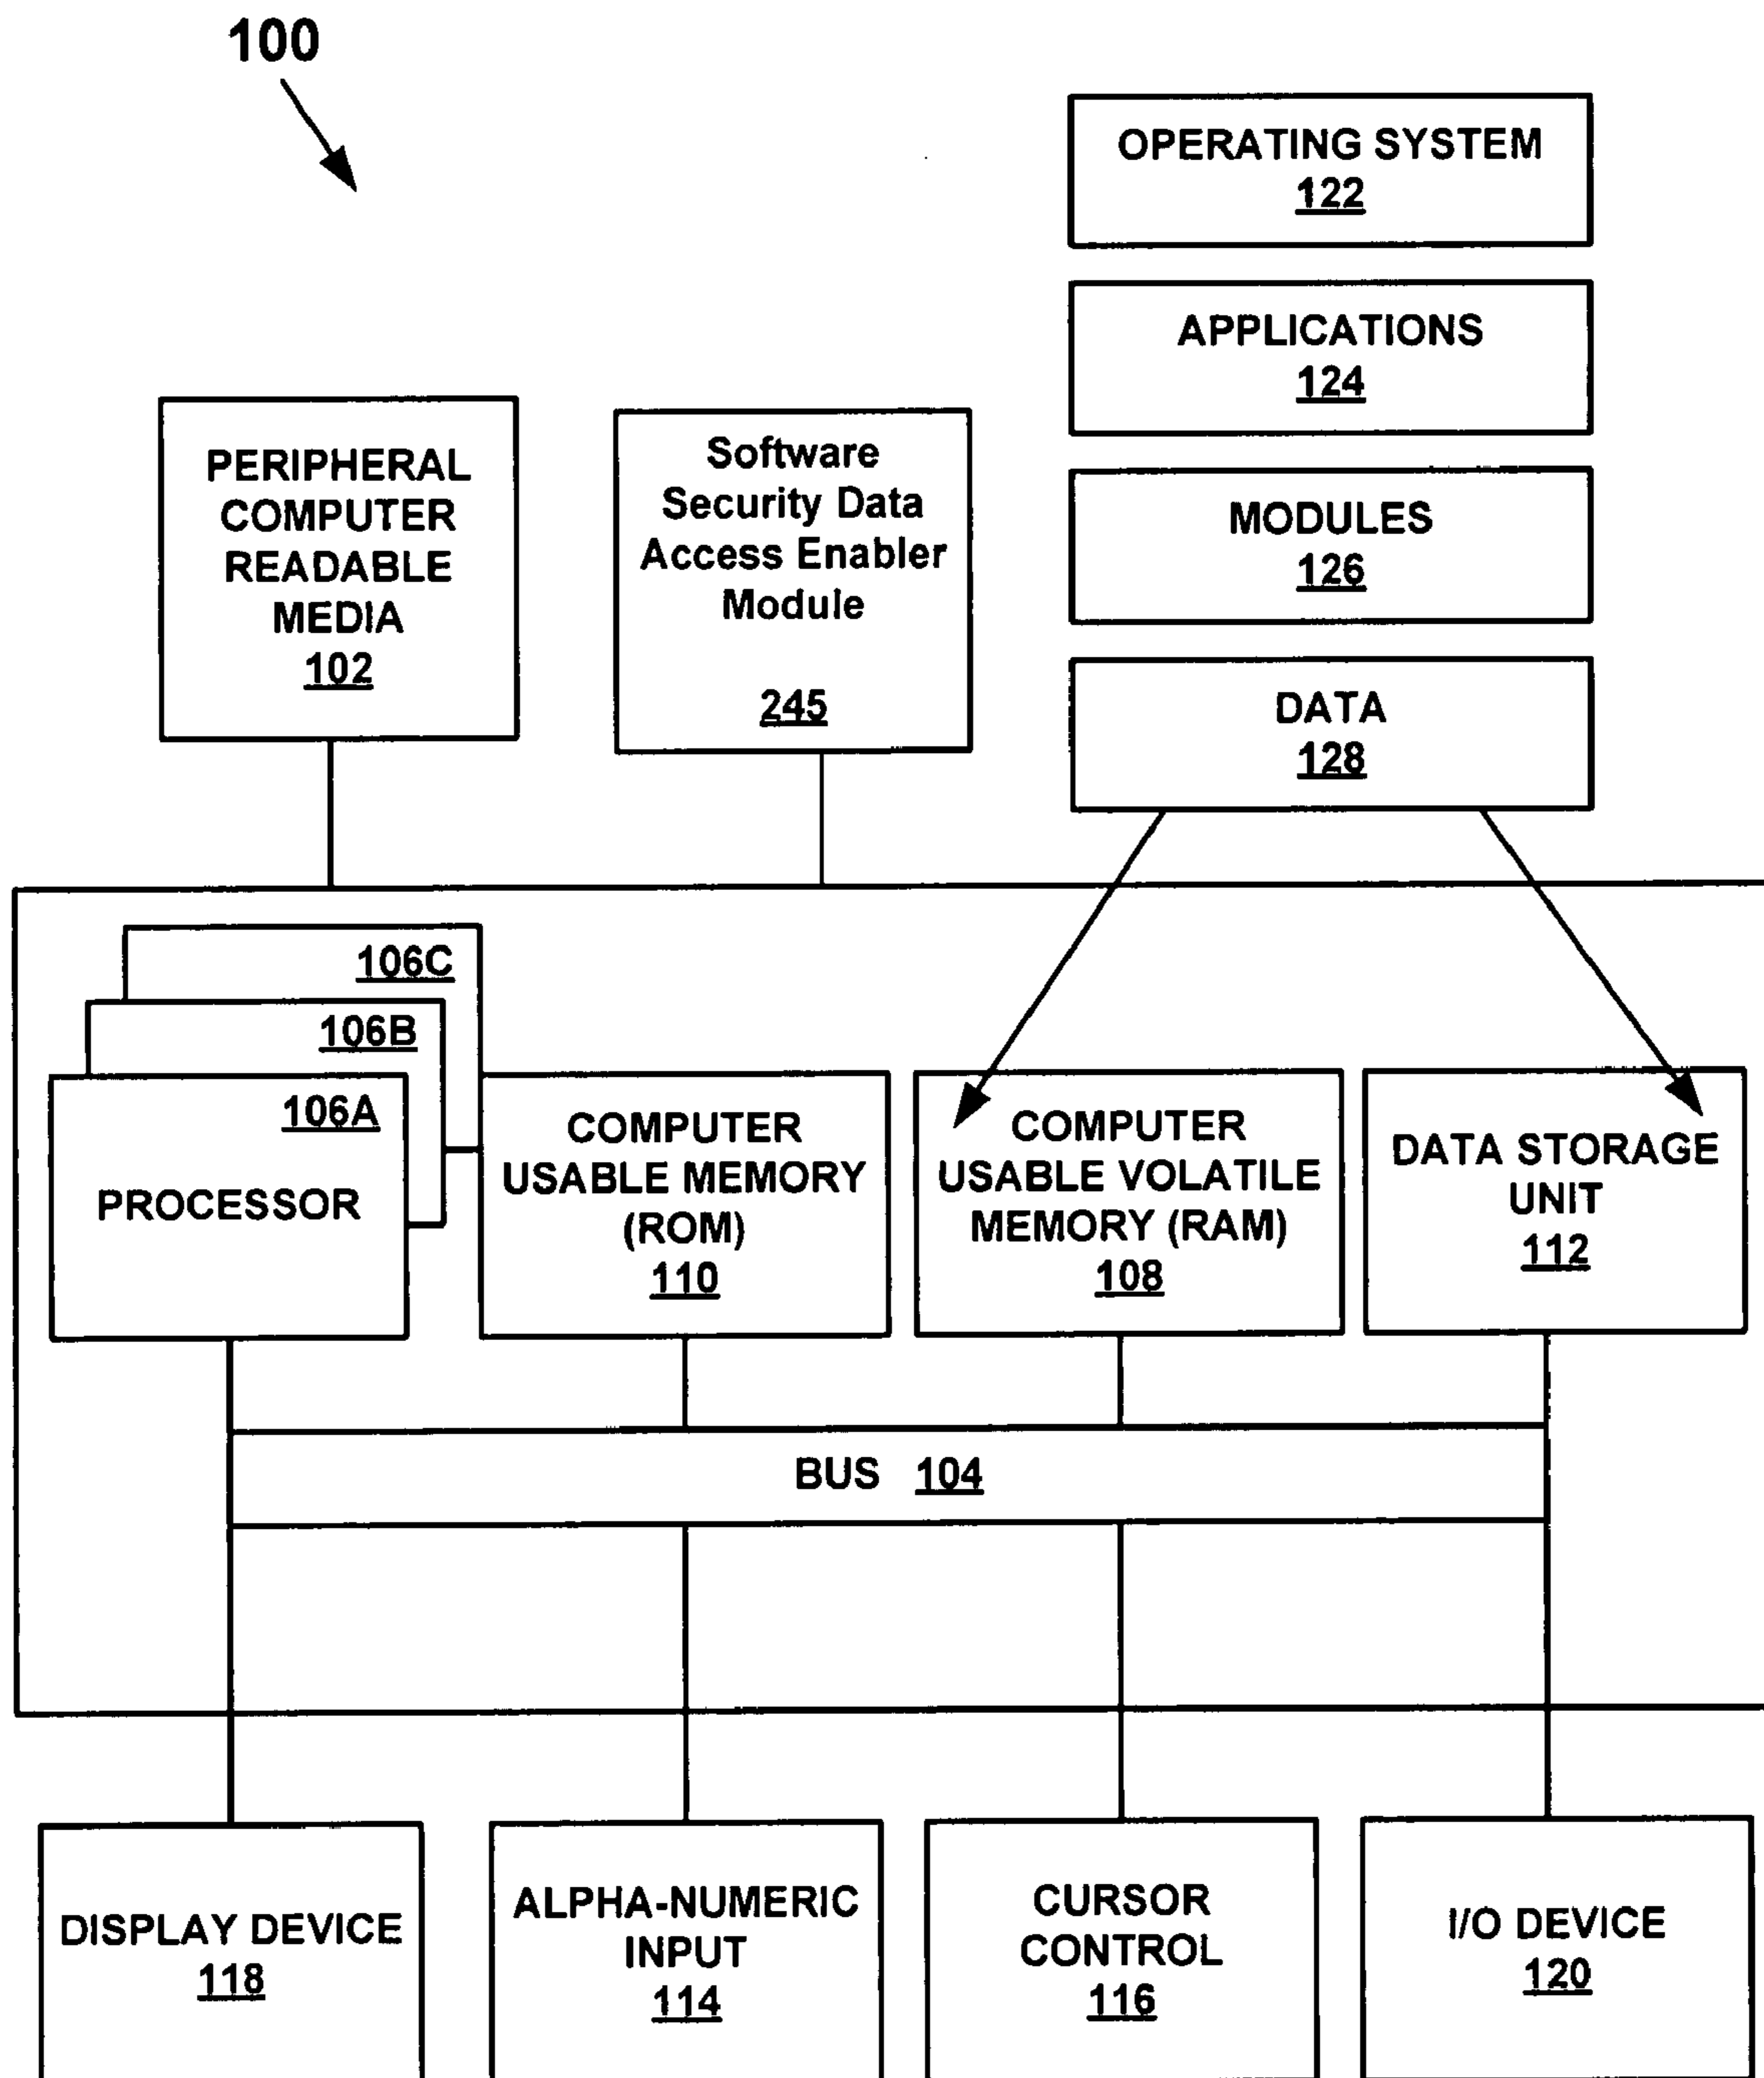 100
OPERATING SYSTEM
122
APPLICATIONS
124
MODULES
126
DATA
128
PERIPHERAL
COMPUTER
READABLE
MEDIA
102
Software
Security Data
Access Enabler
Module
245
106C
106B
106A
PROCESSOR
COMPUTER
USABLE MEMORY
(ROM)
110
COMPUTER
USABLE VOLATILE
MEMORY (RAM)
108
DATA STORAGE
UNIT
112
BUS 104
DISPLAY DEVICE
118
ALPHA-NUMERIC
INPUT
114
CURSOR
CONTROL
116
I/O DEVICE
120